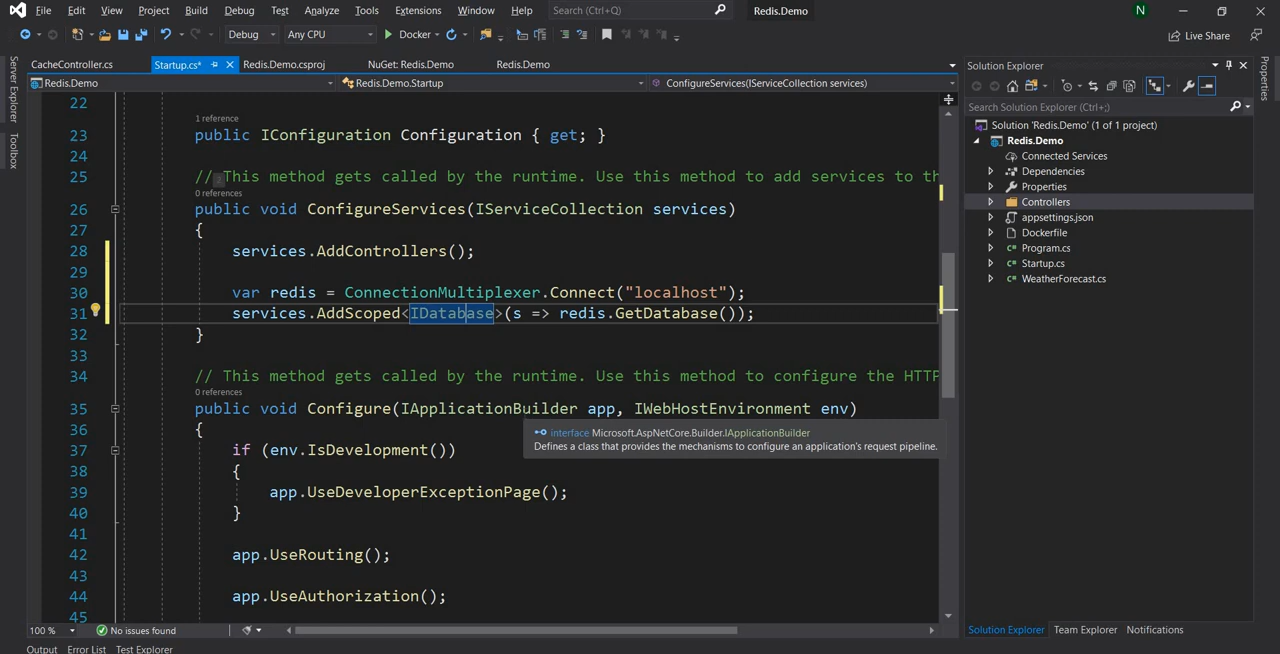 File Edit View Project Build Debug Test Analyze Tools Extensions Window Help Search (Ctrl+Q) Redis.Demo N
Debug Any CPU Docker Live Share
Server Explorer
Toolbox
CacheController.cs Startup.cs* Redis.Demo.csproj NuGet: Redis.Demo Redis.Demo
Redis.Demo Redis.Demo.Startup ConfigureServices(IServiceCollection services)
22
1 reference
23 public IConfiguration Configuration { get; }
24
25 // This method gets called by the runtime. Use this method to add services to th
0 references
26 public void ConfigureServices(IServiceCollection services)
27 {
28 services.AddControllers();
29
30 var redis = ConnectionMultiplexer.Connect("localhost");
31 services.AddScoped<IDatabase>(s => redis.GetDatabase());
32 }
33
34 // This method gets called by the runtime. Use this method to configure the HTTP
0 references
35 public void Configure(IApplicationBuilder app, IWebHostEnvironment env)
36 {
interface Microsoft.AspNetCore.Builder.IApplicationBuilder
Defines a class that provides the mechanisms to configure an application's request pipeline.
37 if (env.IsDevelopment())
38 {
39 app.UseDeveloperExceptionPage();
40 }
41
42 app.UseRouting();
43
44 app.UseAuthorization();
45
100 % No issues found
Output Error List Test Explorer
Solution Explorer
Search Solution Explorer (Ctrl+;)
Solution 'Redis.Demo' (1 of 1 project)
Redis.Demo
Connected Services
Dependencies
Properties
Controllers
appsettings.json
Dockerfile
Program.cs
Startup.cs
WeatherForecast.cs
Solution Explorer Team Explorer Notifications
Properties